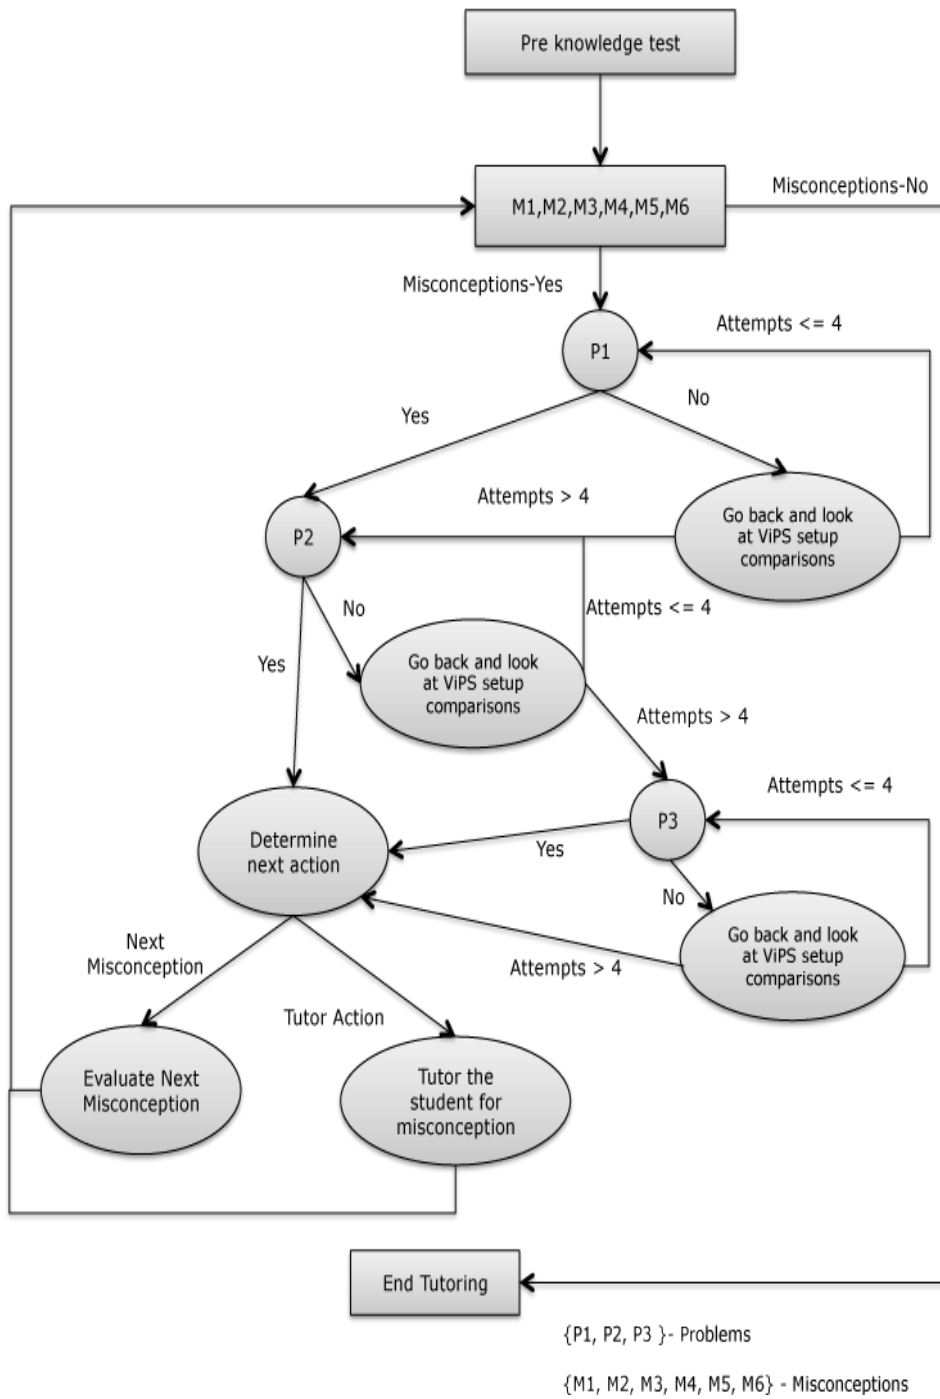 Pre knowledge test
M1,M2,M3,M4,M5,M6
Misconceptions-No
Misconceptions-Yes
Attempts <= 4
P1
No
Yes
Attempts > 4
Go back and look
at ViPS setup
comparisons
P2
Attempts <= 4
No
Go back and look
at ViPS setup
comparisons
Yes
Attempts > 4
Attempts <= 4
P3
Determine
next action
Yes
No
Go back and look
at ViPS setup
comparisons
Attempts > 4
Next
Misconception
Tutor Action
Evaluate Next
Misconception
Tutor the
student for
misconception
End Tutoring
{P1, P2, P3 }- Problems
{M1, M2, M3, M4, M5, M6} - Misconceptions